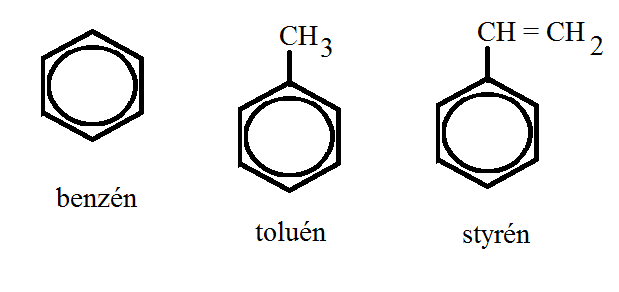 CH3
CH = CH2
benzén
toluén
styrén